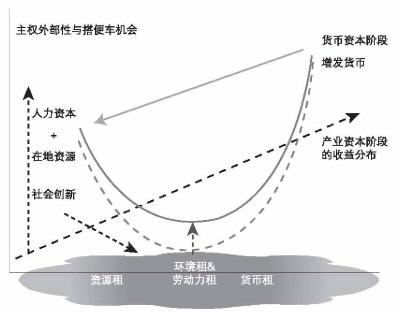 主权外部性与搭便车机会
货币资本阶段
增发货币
人力资本
+
在地资源
产业资本阶段
的收益分布
社会创新
环境租&
资源租 劳动力租 货币租